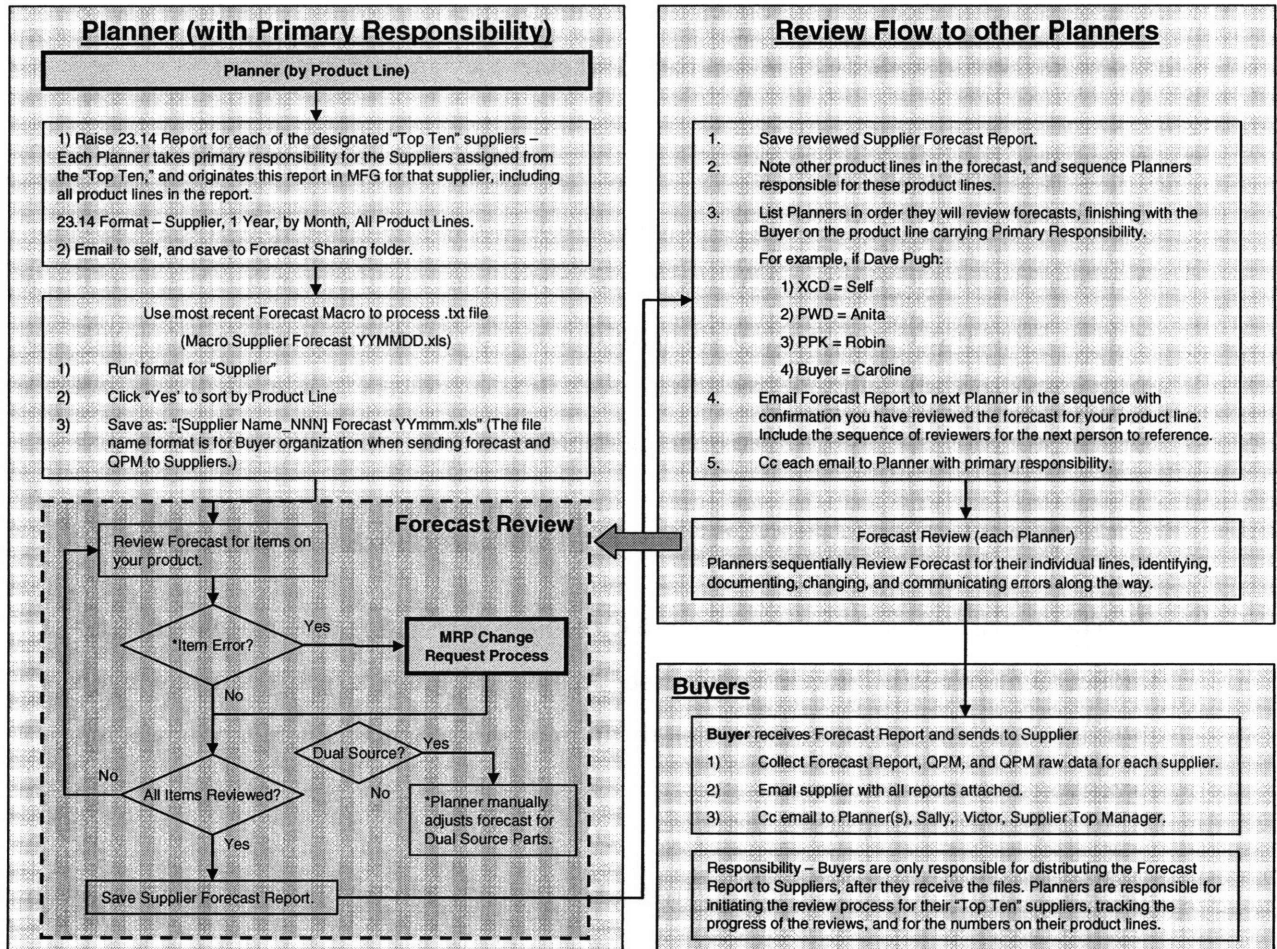 Planner (with Primary Responsibility)
Planner (by Product Line)
1) Raise 23.14 Report for each of the designated "Top Ten" suppliers –
Each Planner takes primary responsibility for the Suppliers assigned from
the "Top Ten," and originates this report in MFG for that supplier, including
all product lines in the report.
23.14 Format – Supplier, 1 Year, by Month, All Product Lines.
2) Email to self, and save to Forecast Sharing folder.
Use most recent Forecast Macro to process .txt file
(Macro Supplier Forecast YYMMDD.xls)
1) Run format for "Supplier"
2) Click "Yes' to sort by Product Line
3) Save as: "[Supplier Name_NNN] Forecast YYmmm.xls" (The file
name format is for Buyer organization when sending forecast and
QPM to Suppliers.)
Forecast Review
Review Forecast for items on
your product.
*Item Error?
Yes
MRP Change
Request Process
No
Dual Source?
Yes
No
*Planner manually
adjusts forecast for
Dual Source Parts.
All Items Reviewed?
No
Yes
Save Supplier Forecast Report.
Review Flow to other Planners
1. Save reviewed Supplier Forecast Report.
2. Note other product lines in the forecast, and sequence Planners
responsible for these product lines.
3. List Planners in order they will review forecasts, finishing with the
Buyer on the product line carrying Primary Responsibility.
For example, if Dave Pugh:
1) XCD = Self
2) PWD = Anita
3) PPK = Robin
4) Buyer = Caroline
4. Email Forecast Report to next Planner in the sequence with
confirmation you have reviewed the forecast for your product line.
Include the sequence of reviewers for the next person to reference.
5. Cc each email to Planner with primary responsibility.
Forecast Review (each Planner)
Planners sequentially Review Forecast for their individual lines, identifying,
documenting, changing, and communicating errors along the way.
Buyers
Buyer receives Forecast Report and sends to Supplier
1) Collect Forecast Report, QPM, and QPM raw data for each supplier.
2) Email supplier with all reports attached.
3) Cc email to Planner(s), Sally, Victor, Supplier Top Manager.
Responsibility – Buyers are only responsible for distributing the Forecast
Report to Suppliers, after they receive the files. Planners are responsible for
initiating the review process for their "Top Ten" suppliers, tracking the
progress of the reviews, and for the numbers on their product lines.